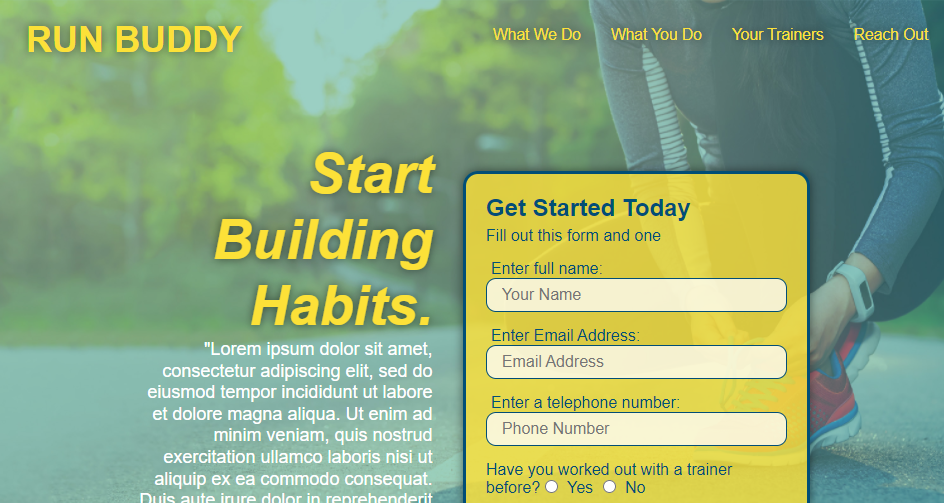 RUN BUDDY
What We Do
What You Do
Your Trainers
Reach Out
Start
Building
Habits.
"Lorem ipsum dolor sit amet,
consectetur adipiscing elit, sed do
eiusmod tempor incididunt ut labore
et dolore magna aliqua. Ut enim ad
minim veniam, quis nostrud
exercitation ullamco laboris nisi ut
aliquip ex ea commodo consequat.
Duis aute irure dolor in reprehenderit
Get Started Today
Fill out this form and one
Enter full name:
Your Name
Enter Email Address:
Email Address
Enter a telephone number:
Phone Number
Have you worked out with a trainer
before? Yes No